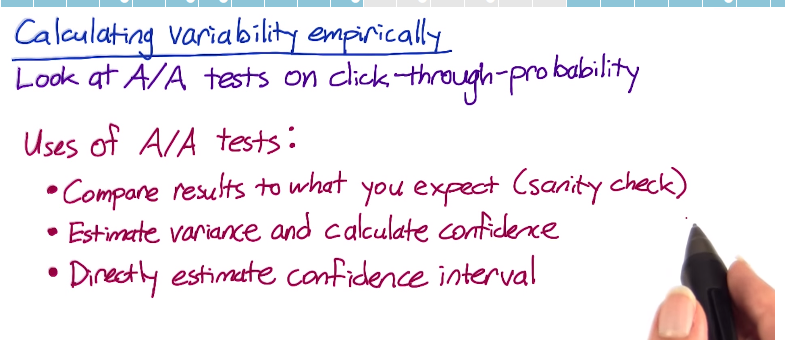 Calculating variability empirically
Look at A/A tests on click-through-probability
Uses of A/A tests:
• Compare results to what you expect (sanity check)
• Estimate variance and calculate confidence
• Directly estimate confidence interval